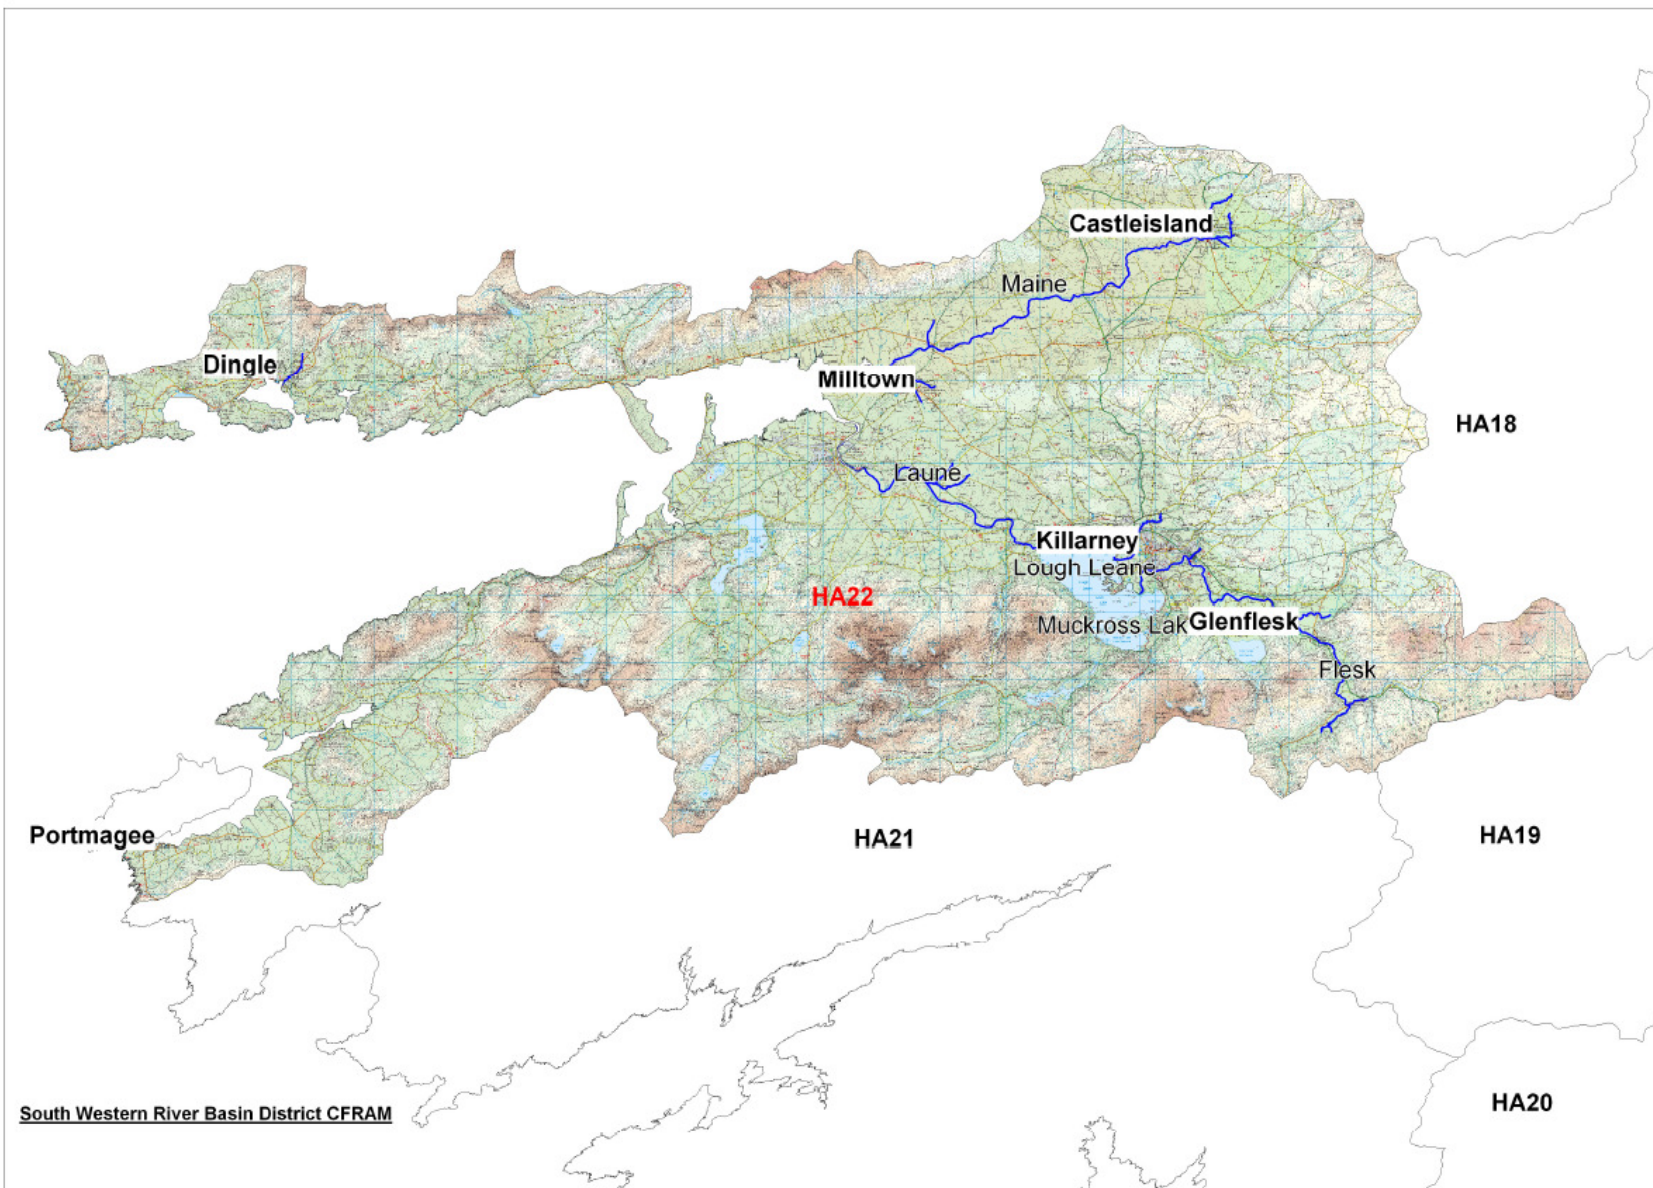 Castleisland
Maine
Dingle
Milltown
HA18
Laune
Killarney
Lough Leane
HA22
Muckross Lak
Glenflesk
Flesk
Portmagee
HA21
HA19
HA20
South Western River Basin District CFRAM